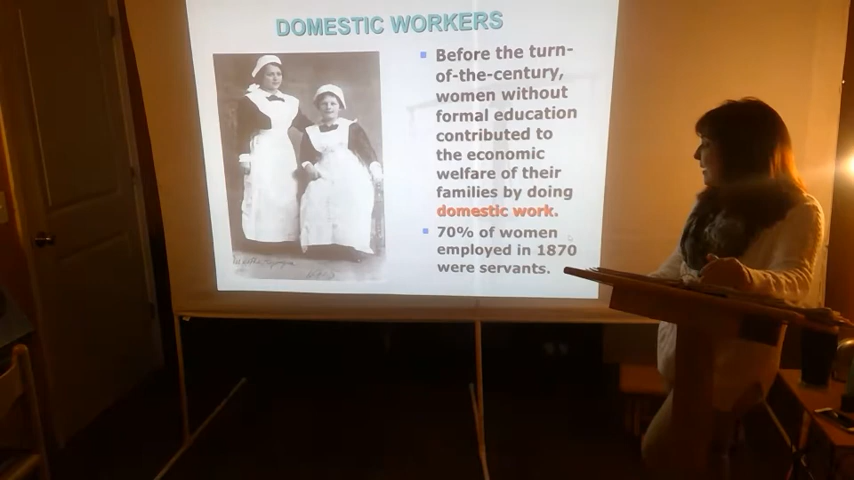 DOMESTIC WORKERS
Before the turn-
of-the-century,
women without
formal education
contributed to
the economic
welfare of their
families by doing
domestic work.
70% of women
employed in 1870
were servants.